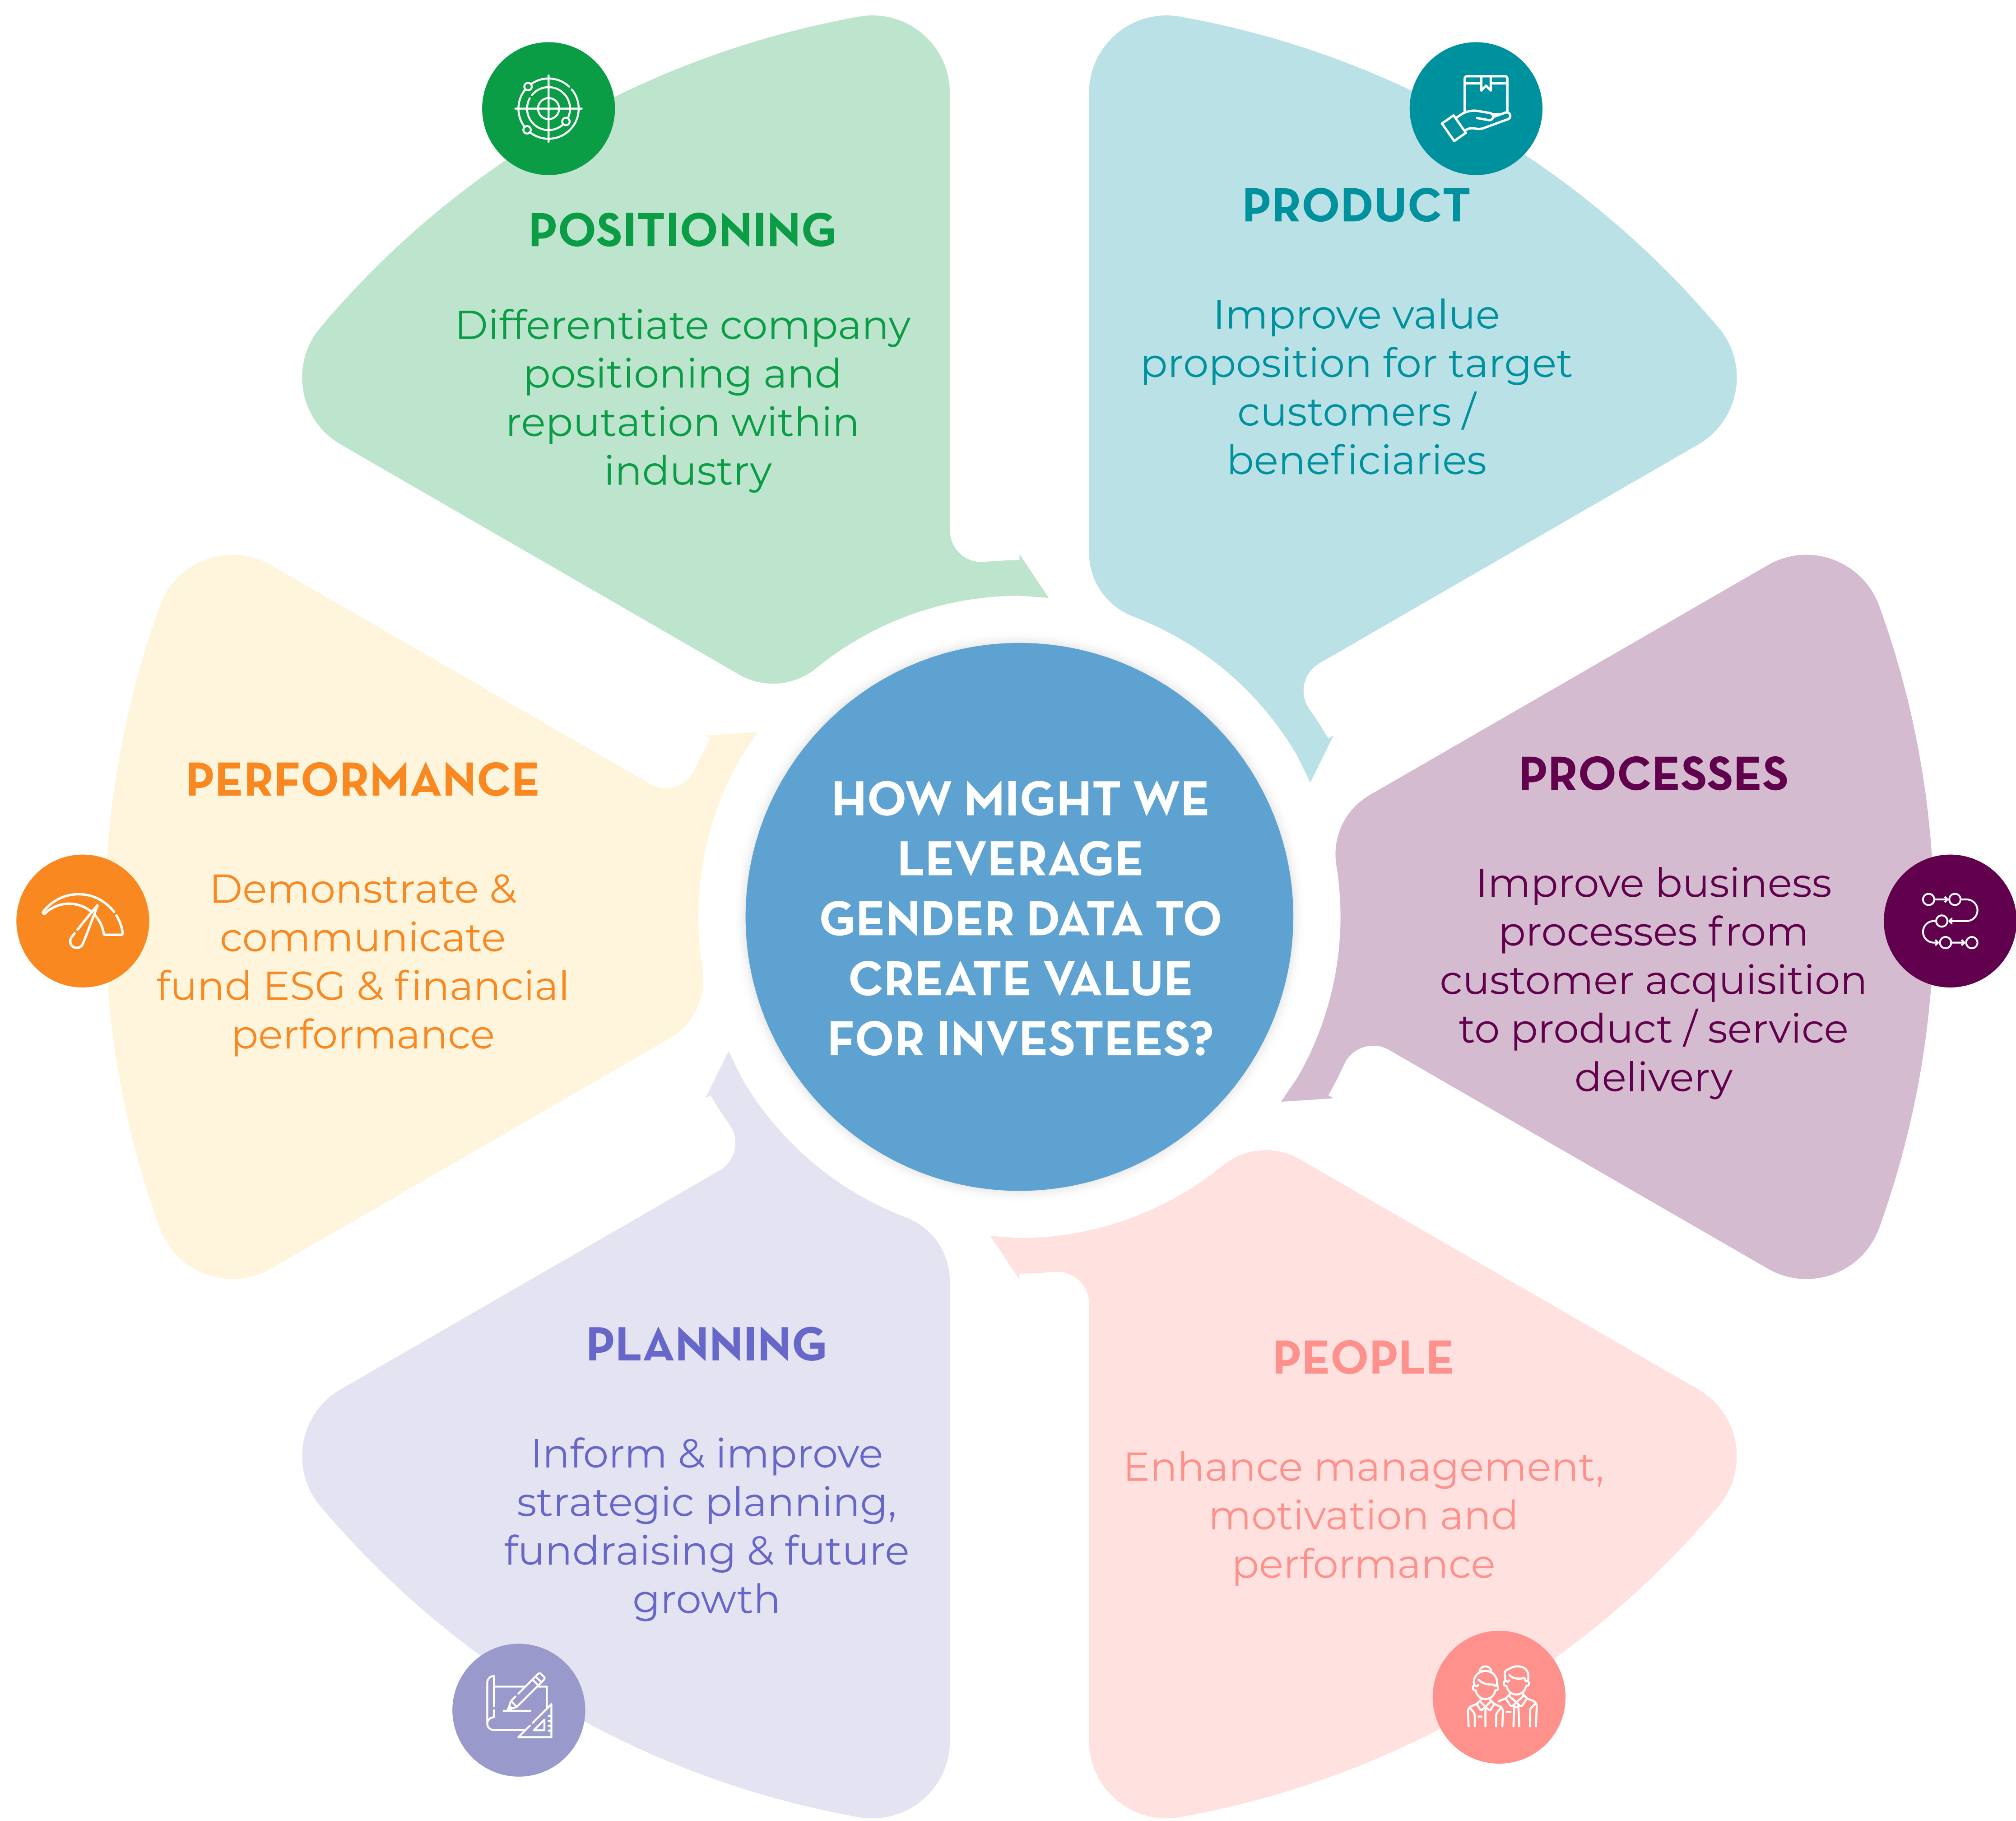 POSITIONING
Differentiate company
positioning and
reputation within
industry
PRODUCT
Improve value
proposition for target
customers /
beneficiaries
PROCESSES
Improve business
processes from
customer acquisition
to product / service
delivery
PEOPLE
Enhance management,
motivation and
performance
PLANNING
Inform & improve
strategic planning,
fundraising & future
growth
PERFORMANCE
Demonstrate &
communicate
fund ESG & financial
performance
HOW MIGHT WE
LEVERAGE
GENDER DATA TO
CREATE VALUE
FOR INVESTEES?